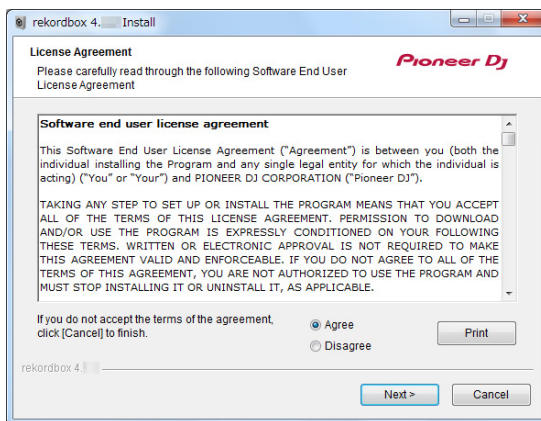 rekordbox 4. Install
License Agreement
Please carefully read through the following Software End User
License Agreement
Pioneer Dj
Software end user license agreement
This Software End User License Agreement (“Agreement”) is between you (both the
individual installing the Program and any single legal entity for which the individual is
acting) (“You” or “Your”) and PIONEER DJ CORPORATION (“Pioneer DJ”).
TAKING ANY STEP TO SET UP OR INSTALL THE PROGRAM MEANS THAT YOU ACCEPT
ALL OF THE TERMS OF THIS LICENSE AGREEMENT. PERMISSION TO DOWNLOAD
AND/OR USE THE PROGRAM IS EXPRESSLY CONDITIONED ON YOUR FOLLOWING
THESE TERMS. WRITTEN OR ELECTRONIC APPROVAL IS NOT REQUIRED TO MAKE
THIS AGREEMENT VALID AND ENFORCEABLE. IF YOU DO NOT AGREE TO ALL OF THE
TERMS OF THIS AGREEMENT, YOU ARE NOT AUTHORIZED TO USE THE PROGRAM AND
MUST STOP INSTALLING IT OR UNINSTALL IT, AS APPLICABLE.
If you do not accept the terms of the agreement,
click [Cancel] to finish.
Agree
Disagree
Print
rekordbox 4.
Next >
Cancel